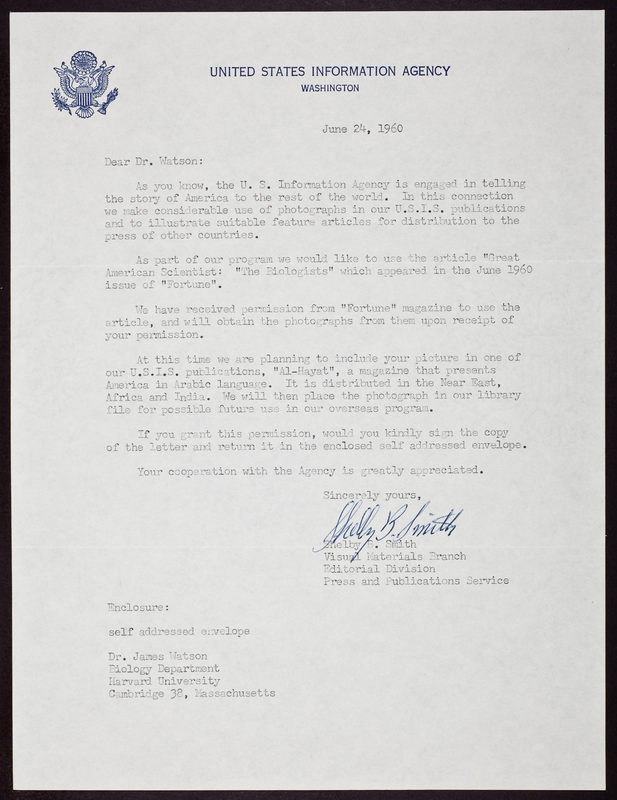 UNITED STATES INFORMATION AGENCY
WASHINGTON
June 24, 1960
Dear Dr. Watson:
As you know, the U. S. Information Agency is engaged in telling
the story of America to the rest of the world. In this connection
we make considerable use of photographs in our U.S.I.S. publications
and to illustrate suitable feature articles for distribution to the
press of other countries.
As part of our program we would like to use the article "Great
American Scientist: "The Biologists" which appeared in the June 1960
issue of "Fortune".
We have received permission from "Fortune" magazine to use the
article, and will obtain the photographs from them upon receipt of
your permission.
At this time we are planning to include your picture in one of
our U.S.I.S. publications, "Al-Hayat", a magazine that presents
America in Arabic language. It is distributed in the Near East,
Africa and India. We will then place the photograph in our library
file for possible future use in our overseas program.
If you grant this permission, would you kindly sign the copy
of the letter and return it in the enclosed self addressed envelope.
Your cooperation with the Agency is greatly appreciated.
Sincerely yours,
Shelby B. Smith
Shelby B. Smith
Visual Materials Branch
Editorial Division
Press and Publications Service
Enclosure:
self addressed envelope
Dr. James Watson
Biology Department
Harvard University
Cambridge 38, Massachusetts